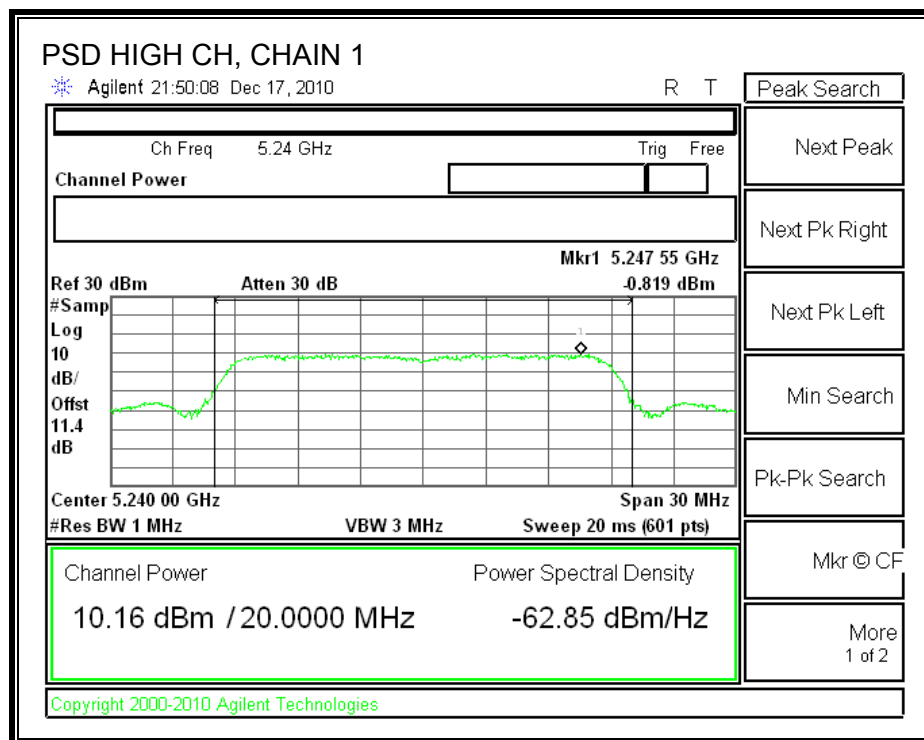 PSD HIGH CH, CHAIN 1
Agilent 21:50:08 Dec 17, 2010 R T
Peak Search
Ch Freq 5.24 GHz Trig Free
Next Peak
Channel Power
Next Pk Right
Mkr1 5.247 55 GHz
Ref 30 dBm Atten 30 dB -0.819 dBm
#Samp
Log
10
dB/
Offst
11.4
dB
1
Next Pk Left
Min Search
Pk-Pk Search
Center 5.240 00 GHz Span 30 MHz
#Res BW 1 MHz VBW 3 MHz Sweep 20 ms (601 pts)
Mkr © CF
Channel Power Power Spectral Density
10.16 dBm / 20.0000 MHz -62.85 dBm/Hz
More
1 of 2
Copyright 2000-2010 Agilent Technologies